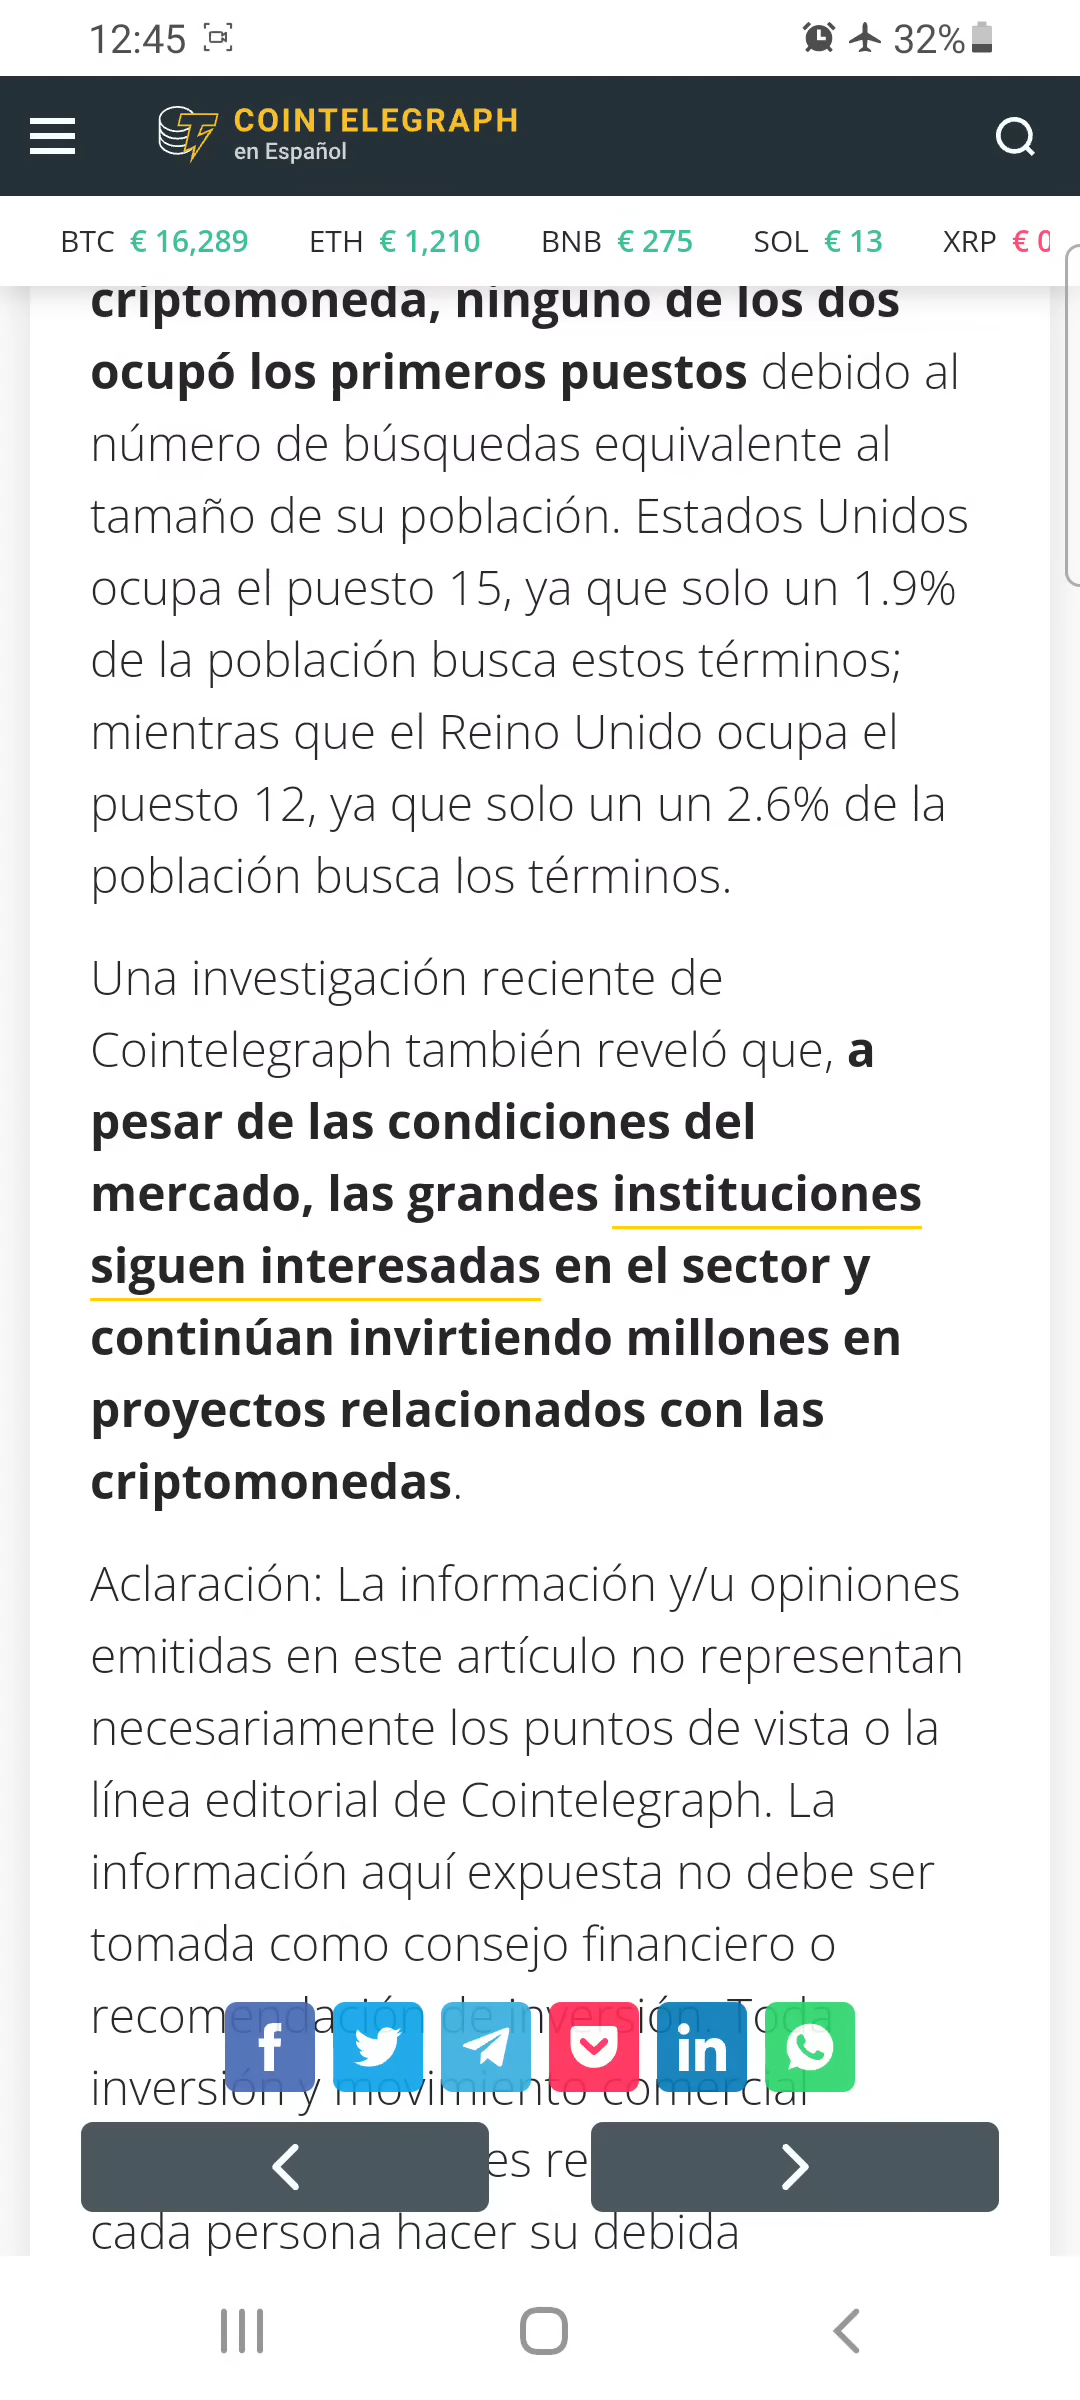 12:45
32%
COINTELEGRAPH
en Español
BTC € 16,289 ETH € 1,210 BNB € 275 SOL € 13 XRP € 0
criptomoneda, ninguno de los dos
ocupó los primeros puestos debido al
número de búsquedas equivalente al
tamaño de su población. Estados Unidos
ocupa el puesto 15, ya que solo un 1.9%
de la población busca estos términos;
mientras que el Reino Unido ocupa el
puesto 12, ya que solo un un 2.6% de la
población busca los términos.
Una investigación reciente de
Cointelegraph también reveló que, a
pesar de las condiciones del
mercado, las grandes instituciones
siguen interesadas en el sector y
continúan invirtiendo millones en
proyectos relacionados con las
criptomonedas.
Aclaración: La información y/u opiniones
emitidas en este artículo no representan
necesariamente los puntos de vista o la
línea editorial de Cointelegraph. La
información aquí expuesta no debe ser
tomada como consejo financiero o
recomendación de inversión. Toda
inversión y movimiento comercial
es re
cada persona hacer su debida